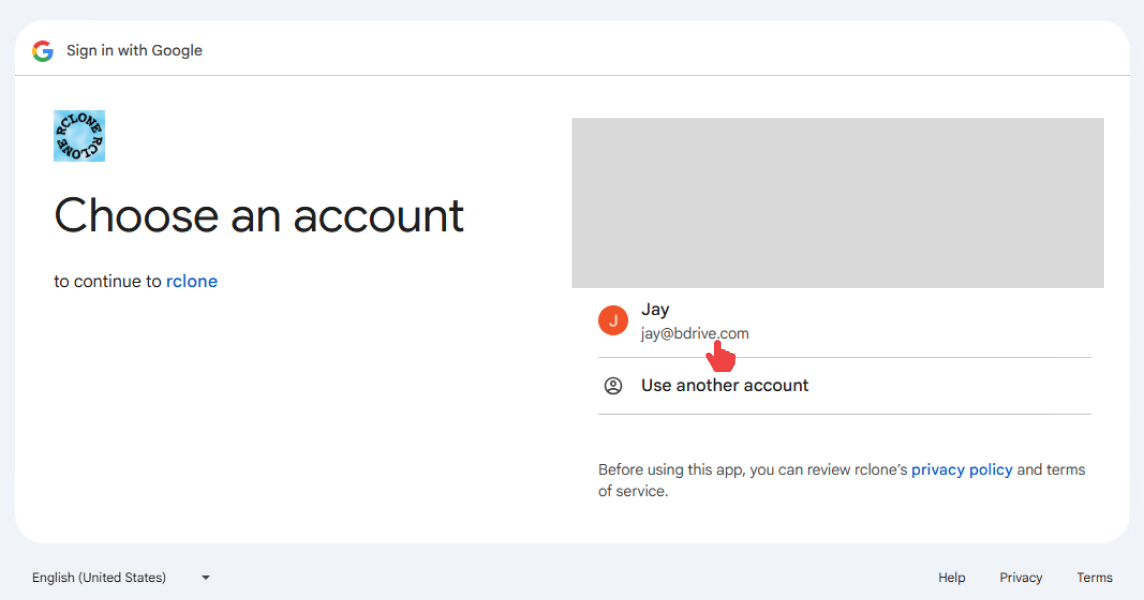 Sign in with Google
RCLONE RCLONE
Choose an account
to continue to rclone
J
Jay
jay@bdrive.com
Use another account
Before using this app, you can review rclone’s privacy policy and terms
of service.
English (United States)
Help Privacy Terms